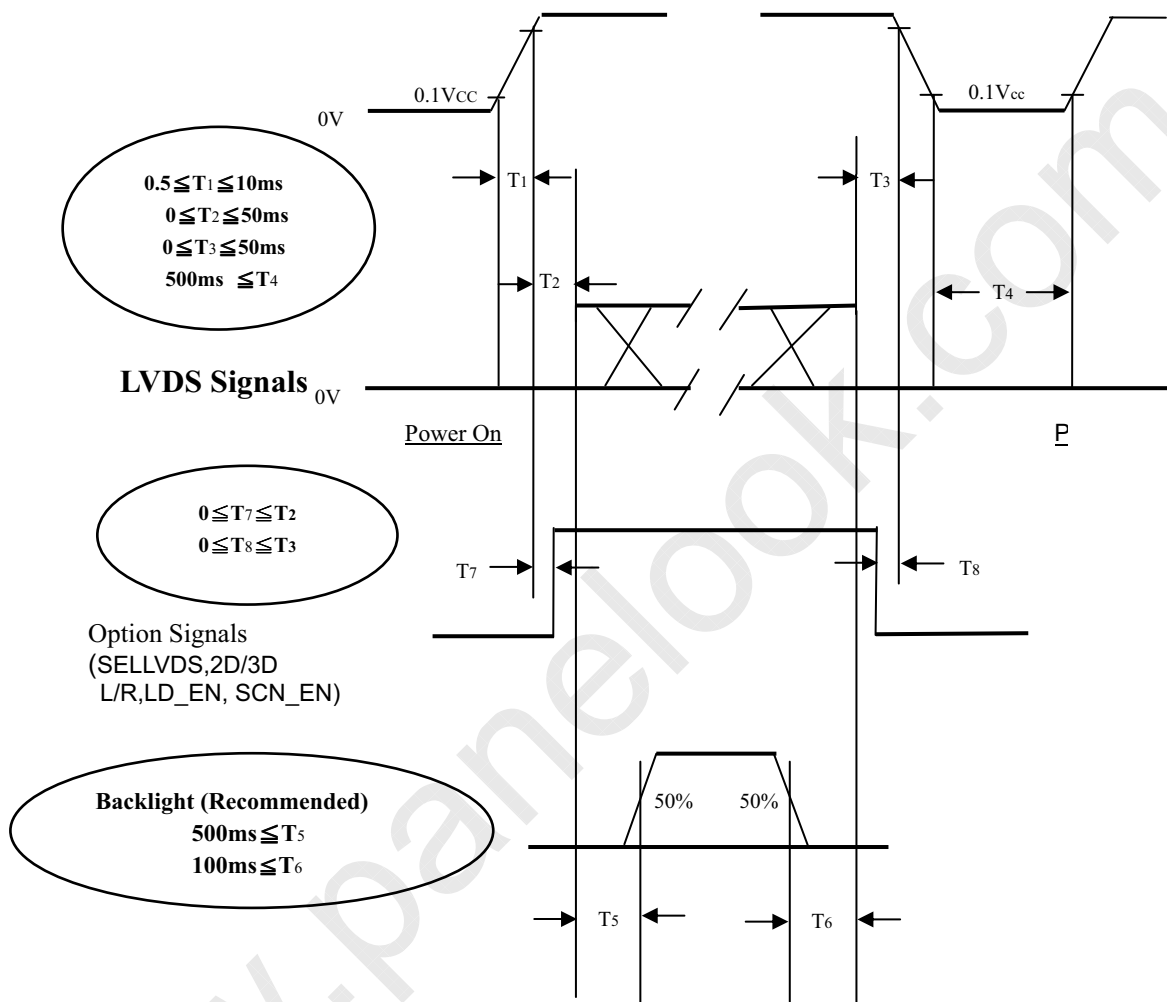 0.1VCC
0.1Vcc
0V
0.5≦T1≦10ms
0≦T2≦50ms
0≦T3≦50ms
500ms ≦T4
T1
T3
T2
T4
LVDS Signals 0V
Power On
P
0≦T7≦T2
0≦T8≦T3
T7
T8
Option Signals
(SELLVDS,2D/3D
L/R,LD_EN, SCN_EN)
Backlight (Recommended)
500ms≦T5
100ms≦T6
50%
50%
T5
T6
.panelook.com